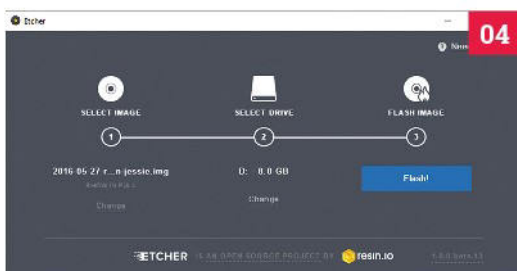 Etcher
04
SELECT IMAGE
SELECT DRIVE
FLASH IMAGE
1
2
3
2016-05-27-r...n-jessie.img
D: 8.0 GB
Flash!
Change
Change
ETCHER IS AN OPEN SOURCE PROJECT BY resin.io